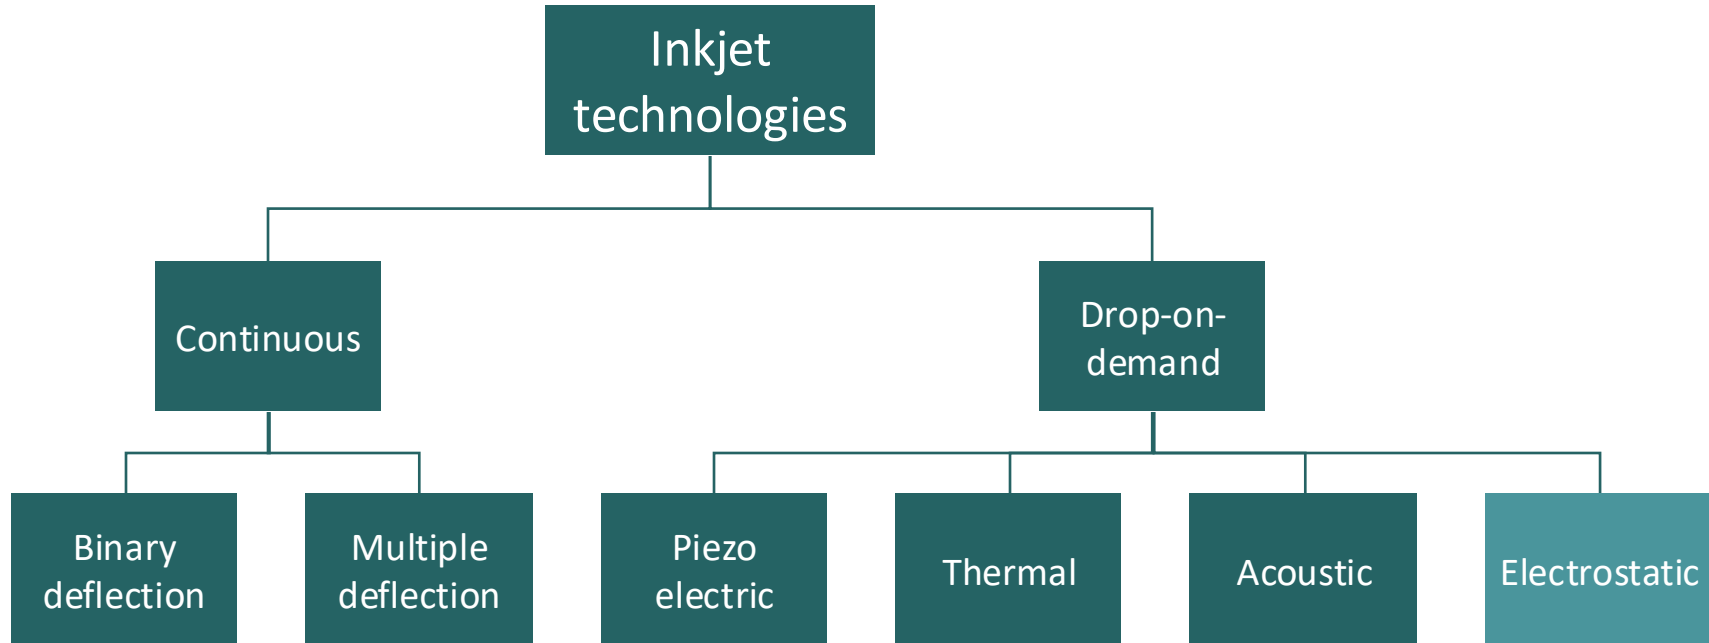 Inkjet
technologies
Continuous
Drop-on-
demand
Binary
deflection
Multiple
deflection
Piezo
electric
Thermal
Acoustic
Electrostatic